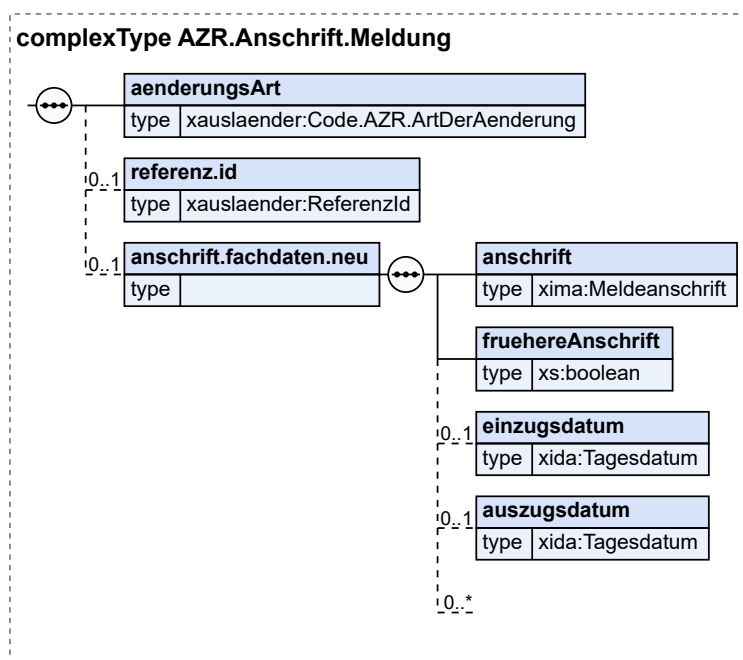 complexType AZR.Anschrift.Meldung
aenderungsArt
type xauslaender:Code.AZR.ArtDerAenderung
0..1 referenz.id
type xauslaender:ReferenzId
0..1 anschrift.fachdaten.neu
type
anschrift
type xima:Meldeanschrift
fruehereAnschrift
type xs:boolean
0..1 einzugsdatum
type xida:Tagesdatum
0..1 auszugsdatum
type xida:Tagesdatum
0..*